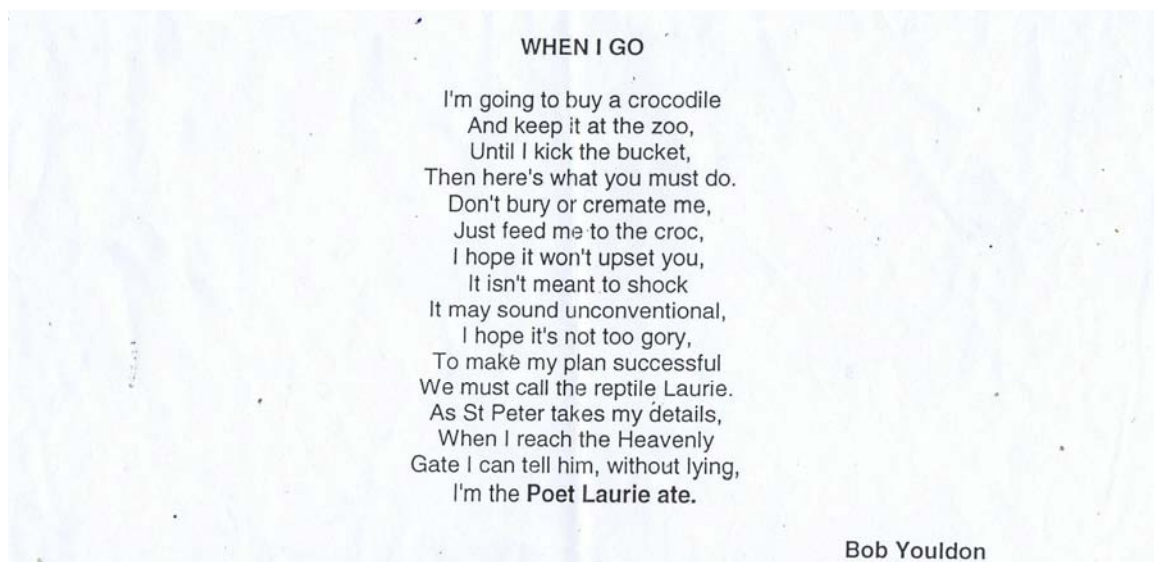 WHEN I GO
I'm going to buy a crocodile
And keep it at the zoo,
Until I kick the bucket,
Then here's what you must do.
Don't bury or cremate me,
Just feed me to the croc,
I hope it won't upset you,
It isn't meant to shock
It may sound unconventional,
I hope it's not too gory,
To make my plan successful
We must call the reptile Laurie.
As St Peter takes my details,
When I reach the Heavenly
Gate I can tell him, without lying,
I'm the Poet Laurie ate.
Bob Youldon